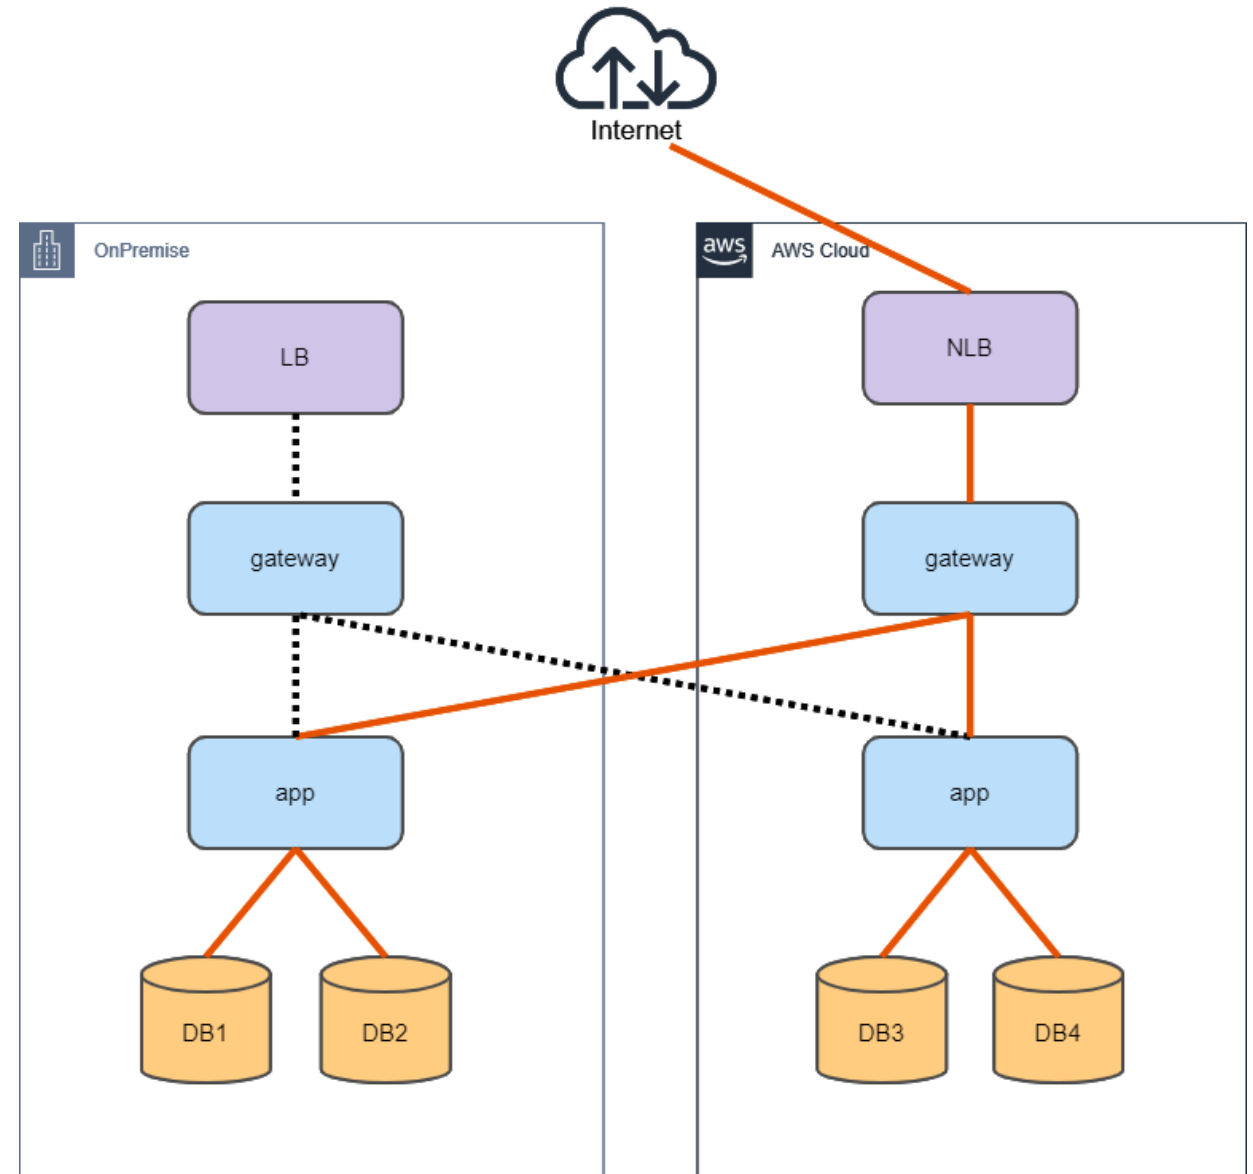 Internet
OnPremise
aws
AWS Cloud
LB
NLB
gateway
gateway
app
app
DB1
DB2
DB3
DB4